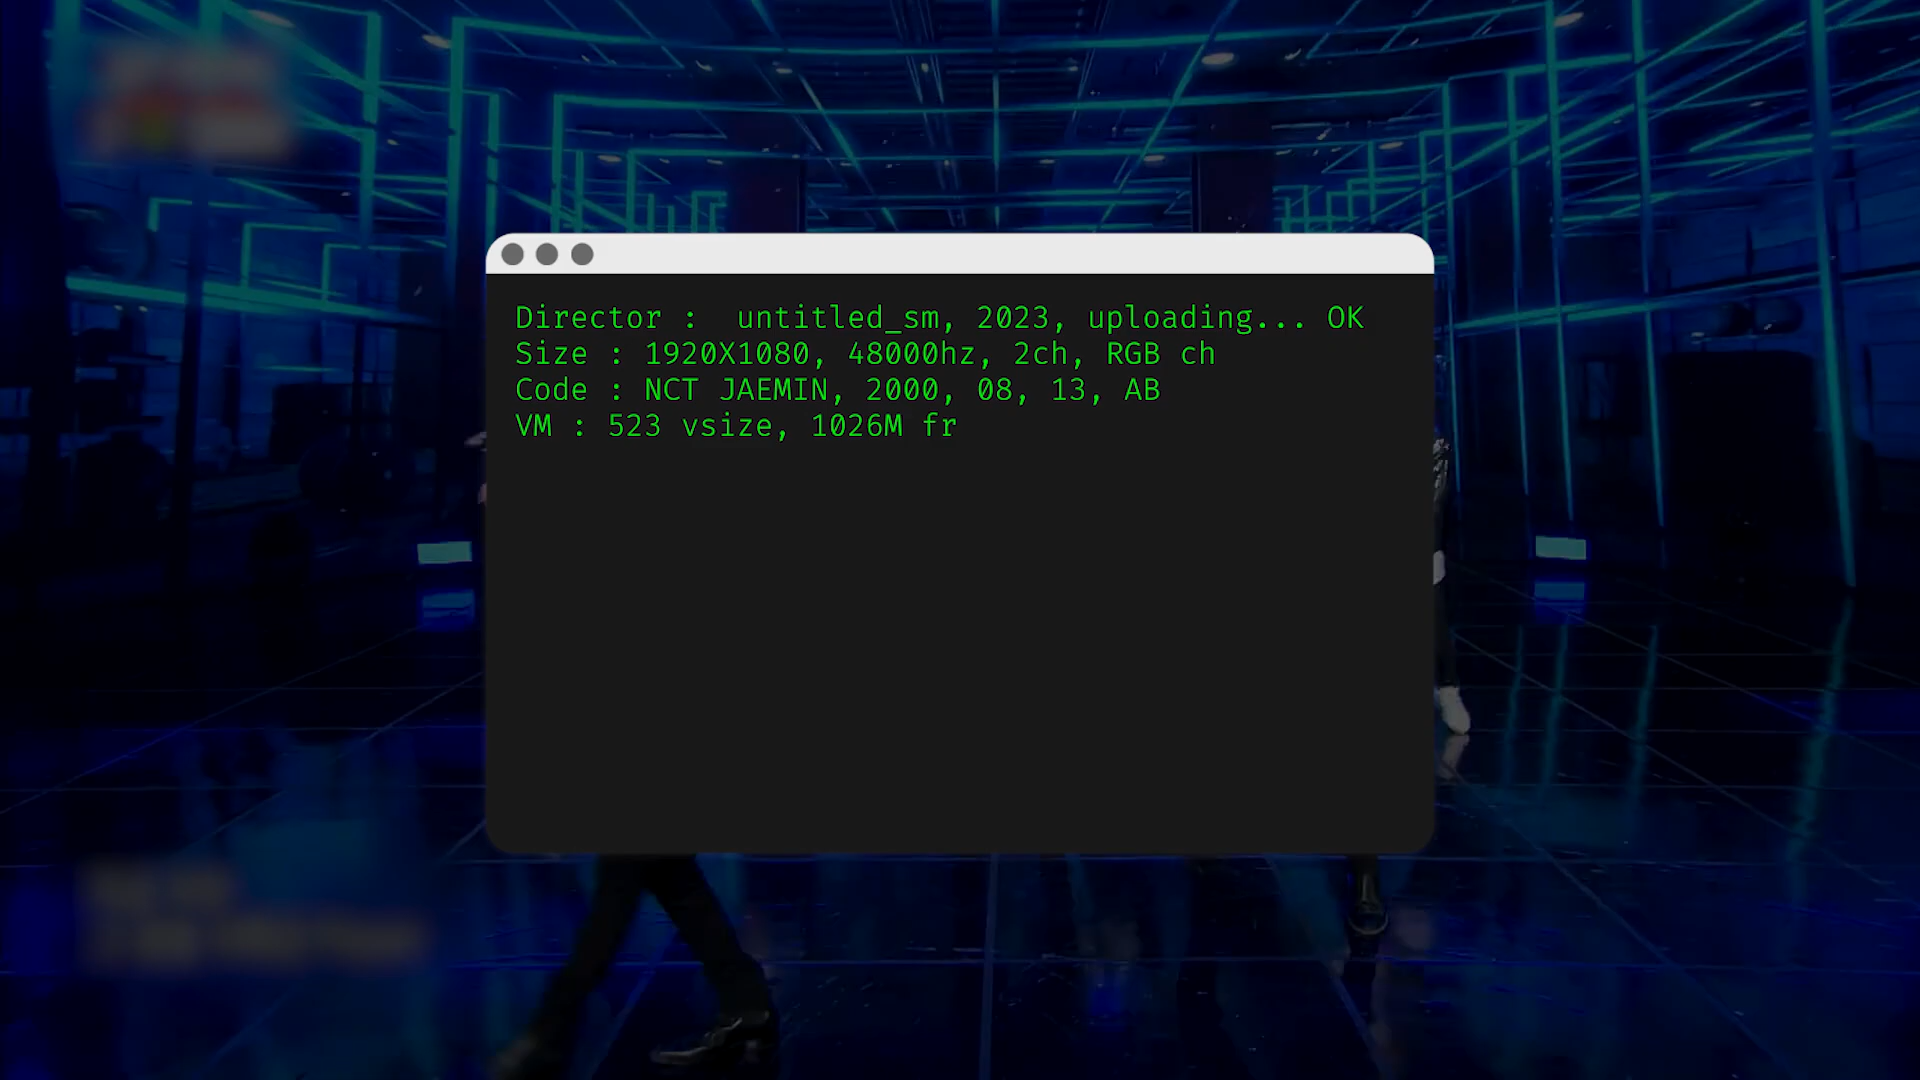 Director :  untitled_sm, 2023, uploading... OK
Size : 1920X1080, 48000hz, 2ch, RGB ch
Code : NCT JAEMIN, 2000, 08, 13, AB
VM : 523 vsize, 1026M fr